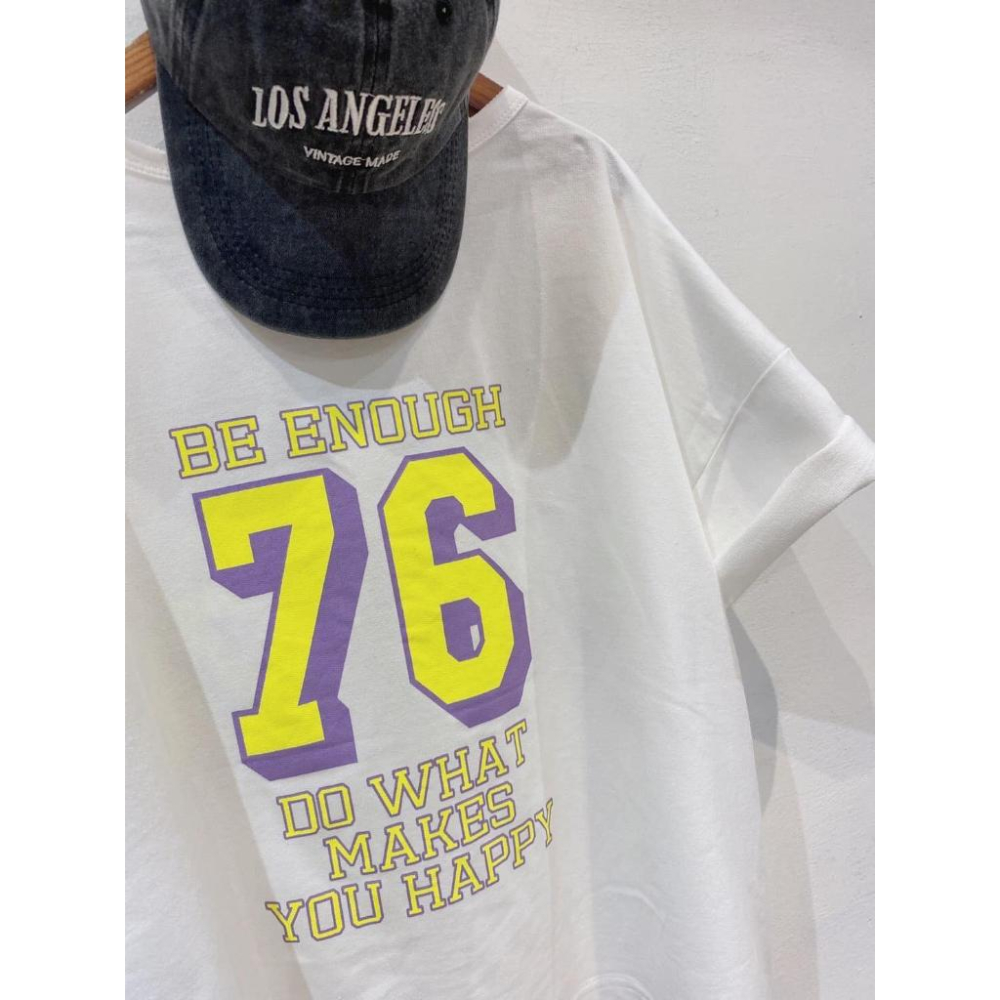 LOS ANGELES
VINTAGE MADE
BE ENOUGH
76
DO WHAT
MAKES
YOU HAPPY